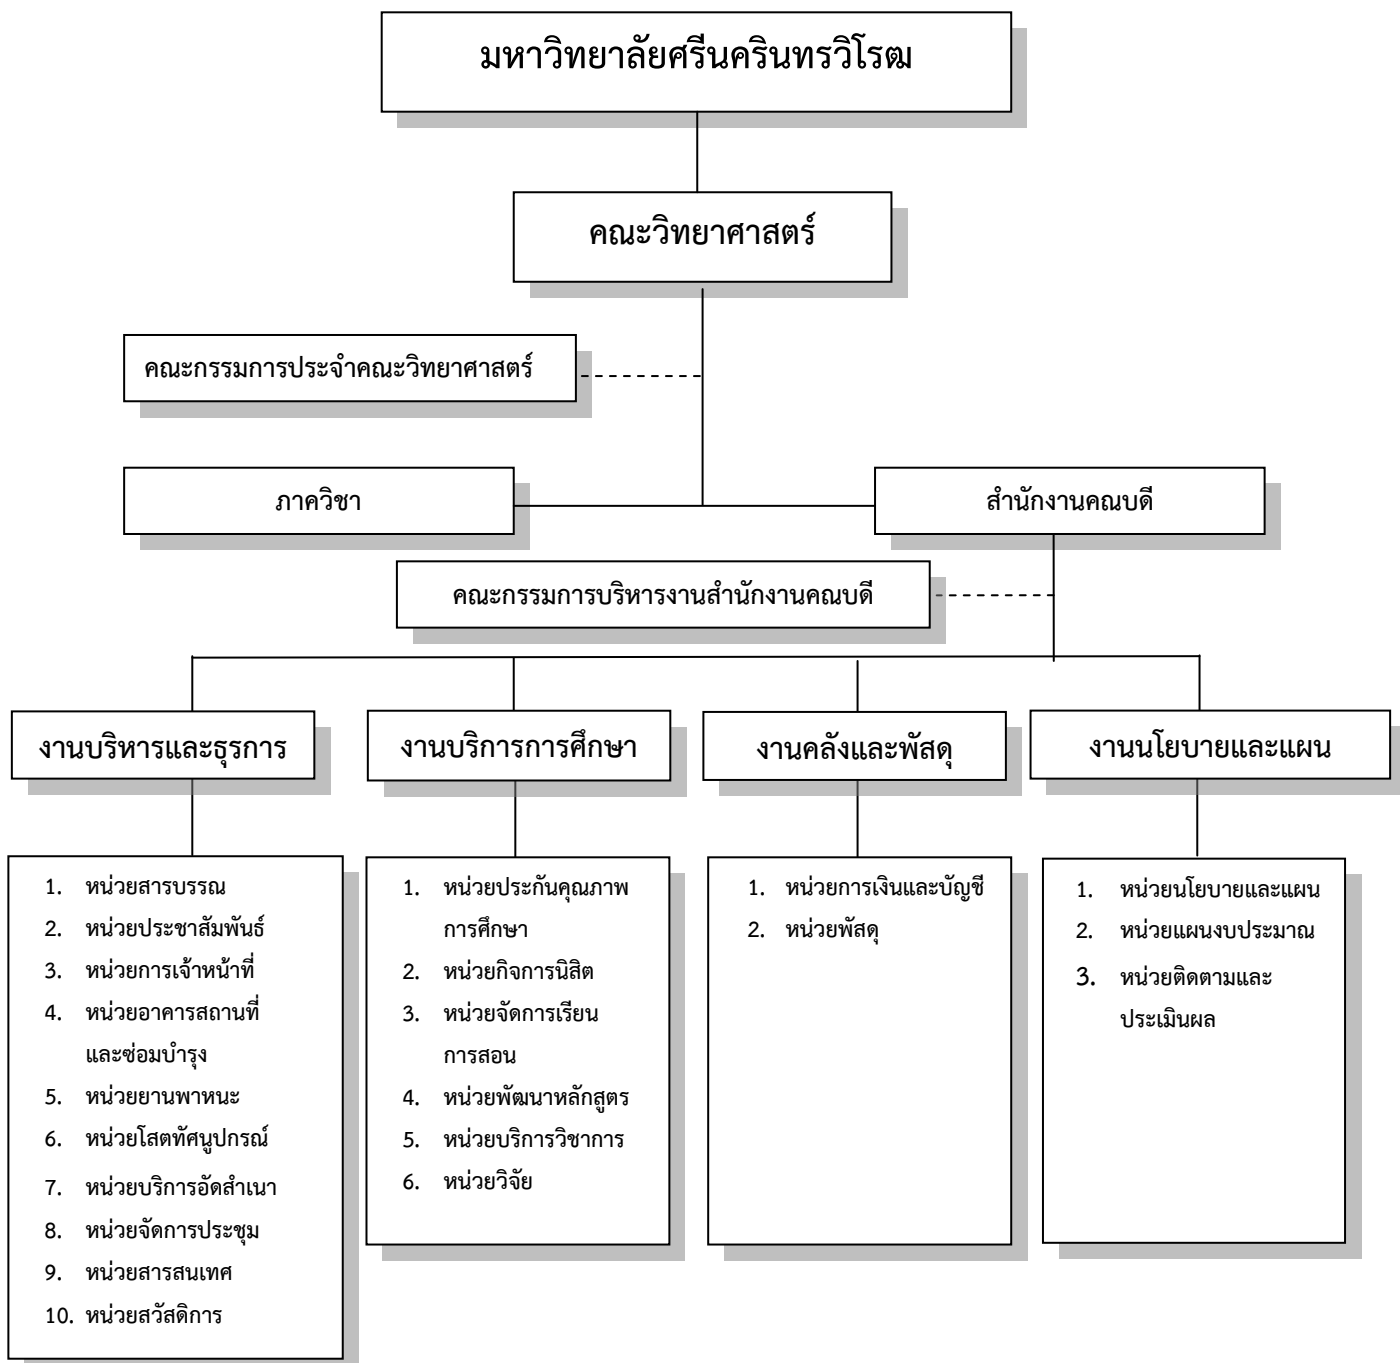 มหาวิทยาลัยศรีนครินทรวิโรฒ
คณะวิทยาศาสตร์
คณะกรรมการประจำคณะวิทยาศาสตร์
ภาควิชา
สำนักงานคณบดี
คณะกรรมการบริหารงานสำนักงานคณบดี
งานบริหารและธุรการ
1. หน่วยสารบรรณ
2. หน่วยประชาสัมพันธ์
3. หน่วยการเจ้าหน้าที่
4. หน่วยอาคารสถานที่
และซ่อมบำรุง
5. หน่วยยานพาหนะ
6. หน่วยโสตทัศนูปกรณ์
7. หน่วยบริการอัดสำเนา
8. หน่วยจัดการประชุม
9. หน่วยสารสนเทศ
10. หน่วยสวัสดิการ
งานบริการการศึกษา
1. หน่วยประกันคุณภาพ
การศึกษา
2. หน่วยกิจการนิสิต
3. หน่วยจัดการเรียน
การสอน
4. หน่วยพัฒนาหลักสูตร
5. หน่วยบริการวิชาการ
6. หน่วยวิจัย
งานคลังและพัสดุ
1. หน่วยการเงินและบัญชี
2. หน่วยพัสดุ
งานนโยบายและแผน
1. หน่วยนโยบายและแผน
2. หน่วยแผนงบประมาณ
3. หน่วยติดตามและ
ประเมินผล